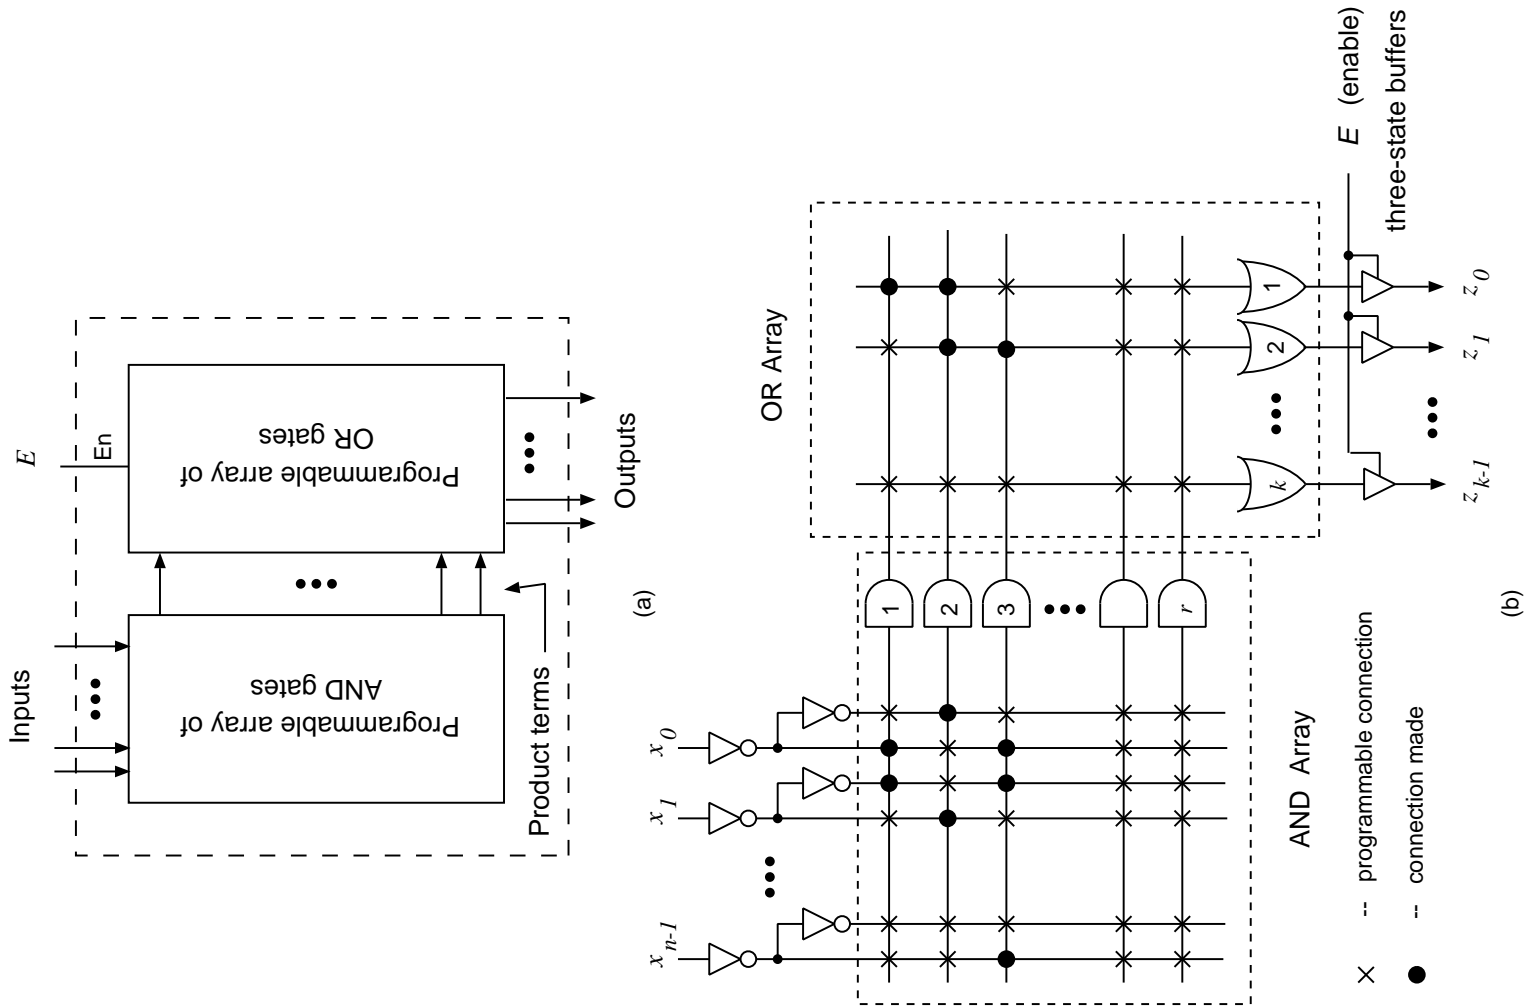 Inputs
E
En
Programmable array of
AND gates
Programmable array of
OR gates
Product terms
Outputs
(a)
x0
x1
xn-1
OR Array
AND Array
1
2
3
r
1
2
k
E (enable)
three-state buffers
z0
z1
zk-1
× -- programmable connection
● -- connection made
(b)